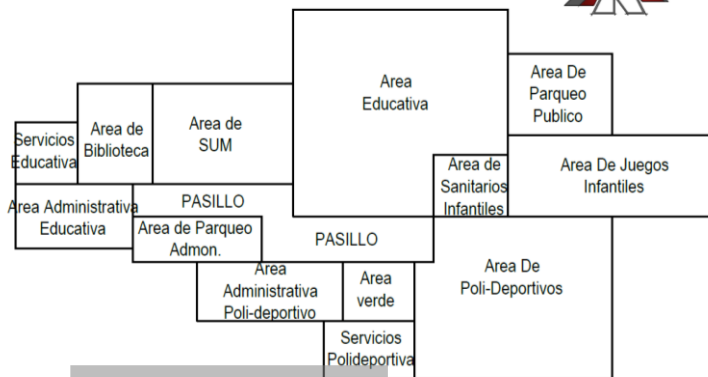 Area
Educativa
Area De
Parqueo
Publico
Area de
Biblioteca
Area de
SUM
Servicios
Educativa
Area de
Sanitarios
Infantiles
Area De Juegos
Infantiles
Area Administrativa
Educativa
PASILLO
Area de Parqueo
Admon.
PASILLO
Area
Administrativa
Poli-deportivo
Area
verde
Area De
Poli-Deportivos
Servicios
Polideportiva